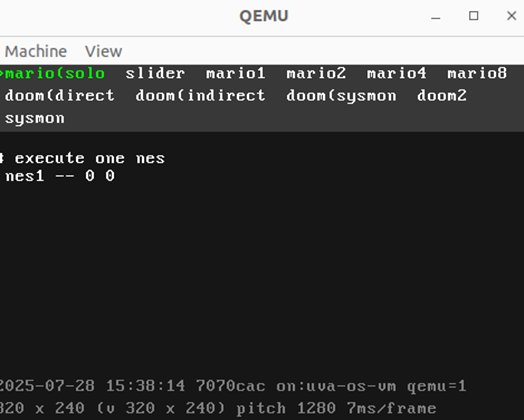 QEMU
Machine View
>mario(solo slider mario1 mario2 mario4 mario8
doom(direct doom(indirect doom(sysmon doom2
sysmon
# execute one nes
nes1 -- 0 0
2025-07-28 15:38:14 7070cac on:uva-os-vm qemu=1
320 x 240 (v 320 x 240) pitch 1280 7ms/frame